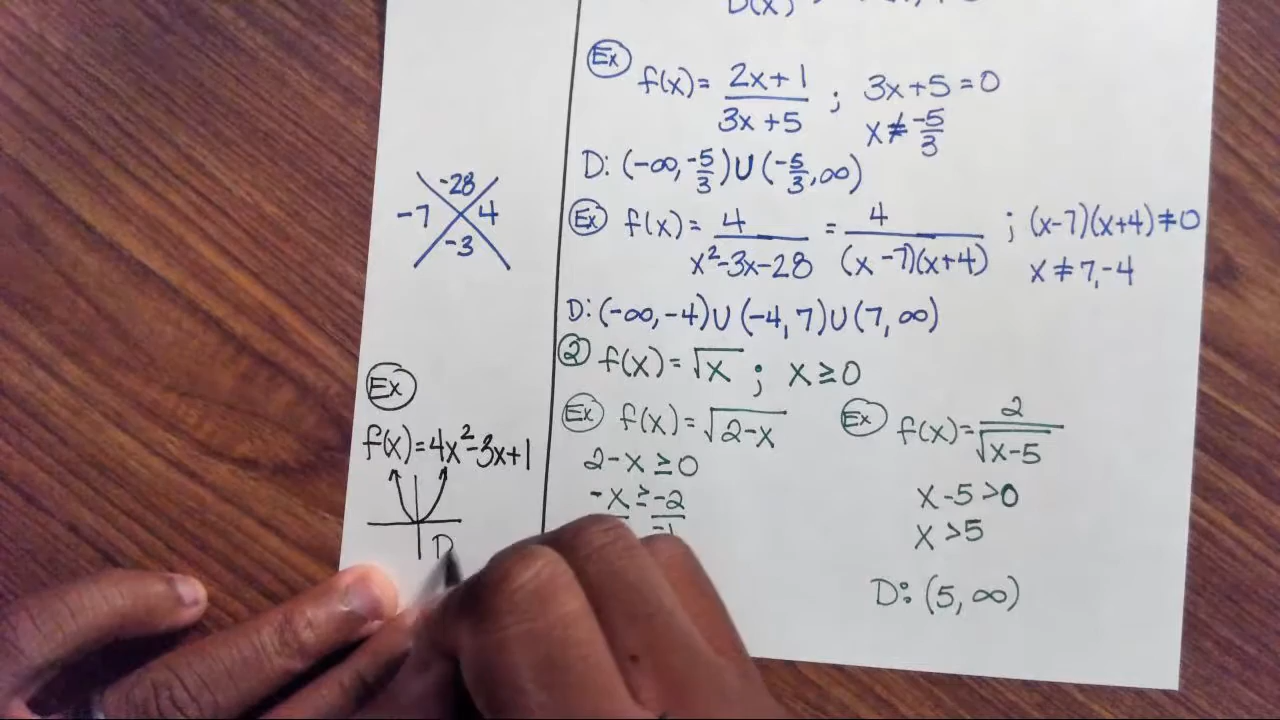 Ex
f(x) = 2x+1 / 3x+5 ; 3x+5=0
x ≠ -5/3
D: (-∞, -5/3) ∪ (-5/3, ∞)
-28
-7 4
-3
Ex f(x) = 4 / x²-3x-28 = 4 / (x-7)(x+4) ; (x-7)(x+4) ≠ 0
x ≠ 7, -4
D: (-∞, -4) ∪ (-4, 7) ∪ (7, ∞)
② f(x) = √x ; x ≥ 0
Ex f(x) = √2-x
2-x ≥ 0
-x ≥ -2
-1
Ex f(x) = 2 / √x-5
x-5 > 0
x > 5
D: (5, ∞)
Ex
f(x) = 4x²-3x+1
D